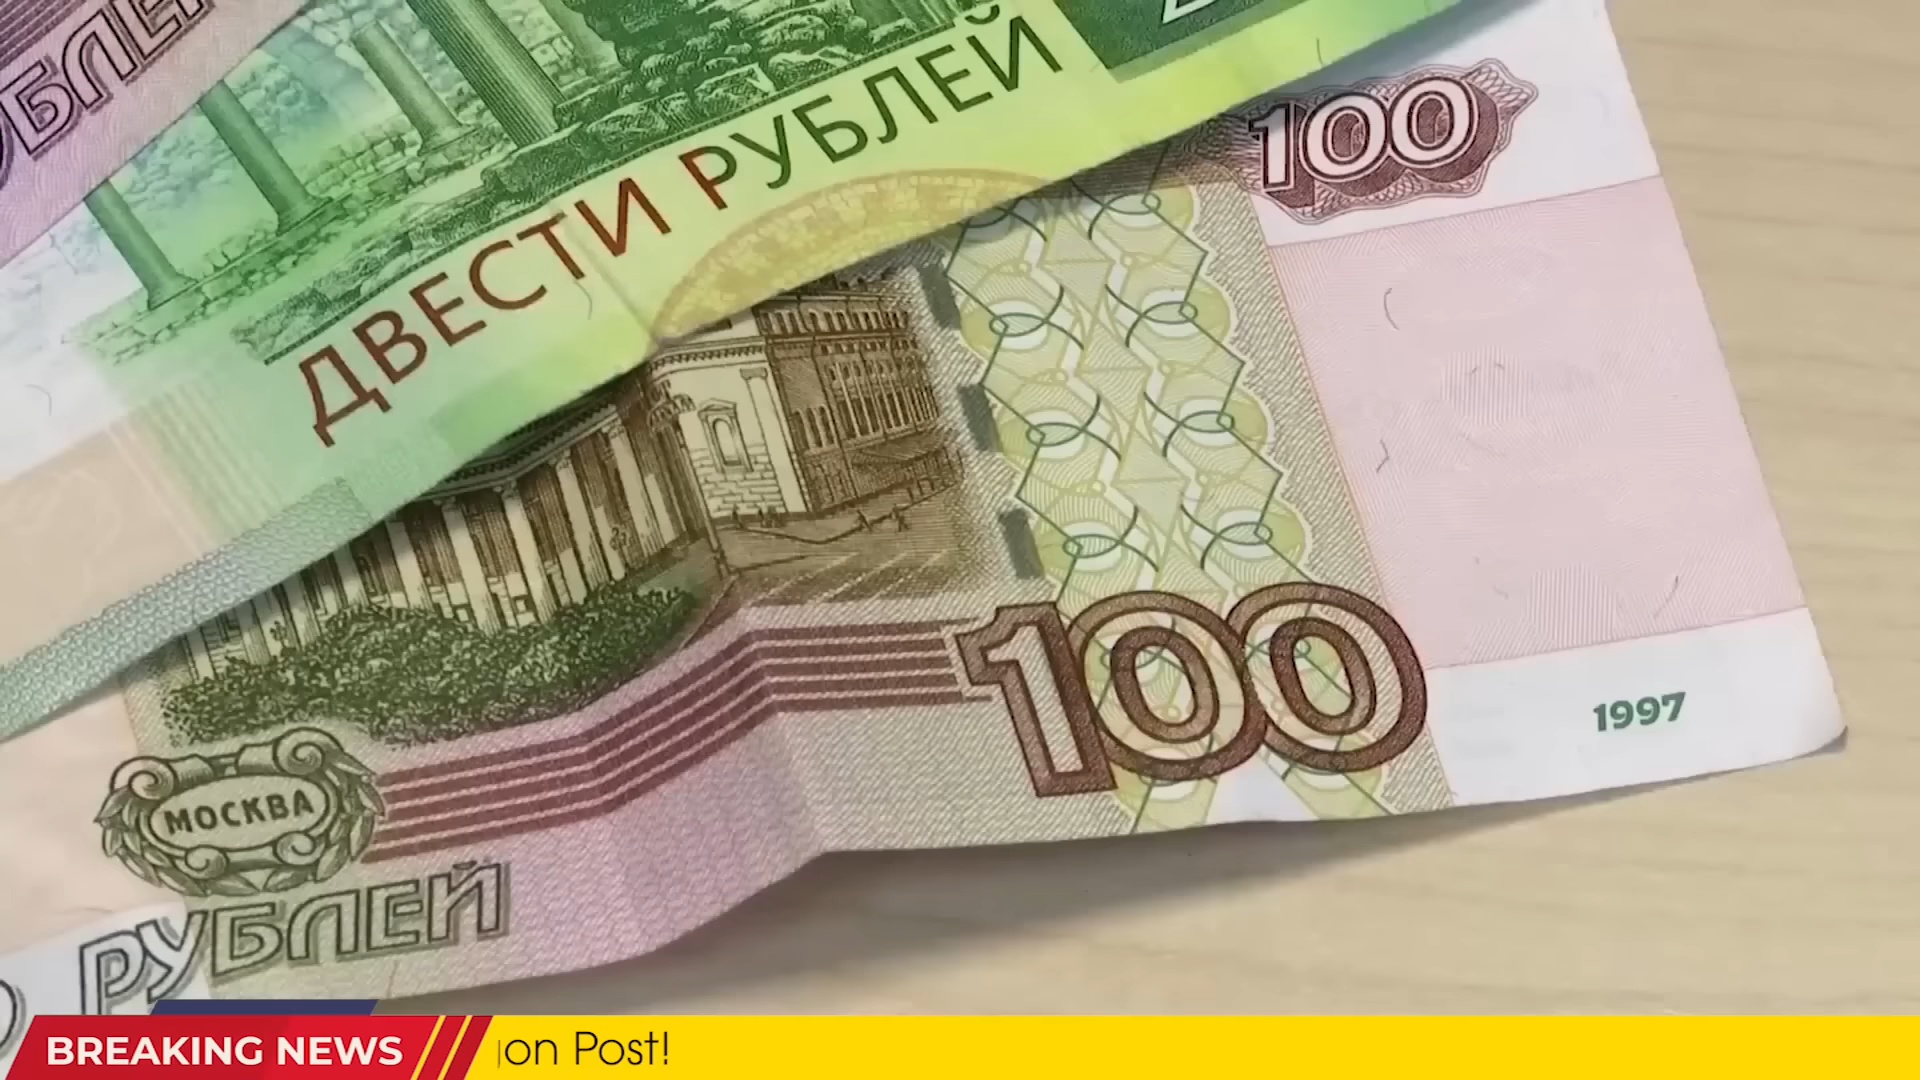 ДВЕСТИ РУБЛЕЙ
100
100
1997
МОСКВА
РУБЛЕЙ
BREAKING NEWS
on Post!